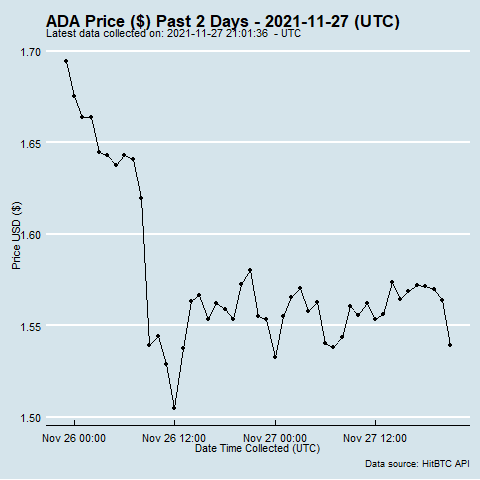 ADA Price ($) Past 2 Days - 2021-11-27 (UTC)
Latest data collected on: 2021-11-27 21:01:36 - UTC
1.70
1.65
1.60
1.55
1.50
Price USD ($)
Nov 26 00:00 Nov 26 12:00 Nov 27 00:00 Nov 27 12:00
Date Time Collected (UTC)
Data source: HitBTC API